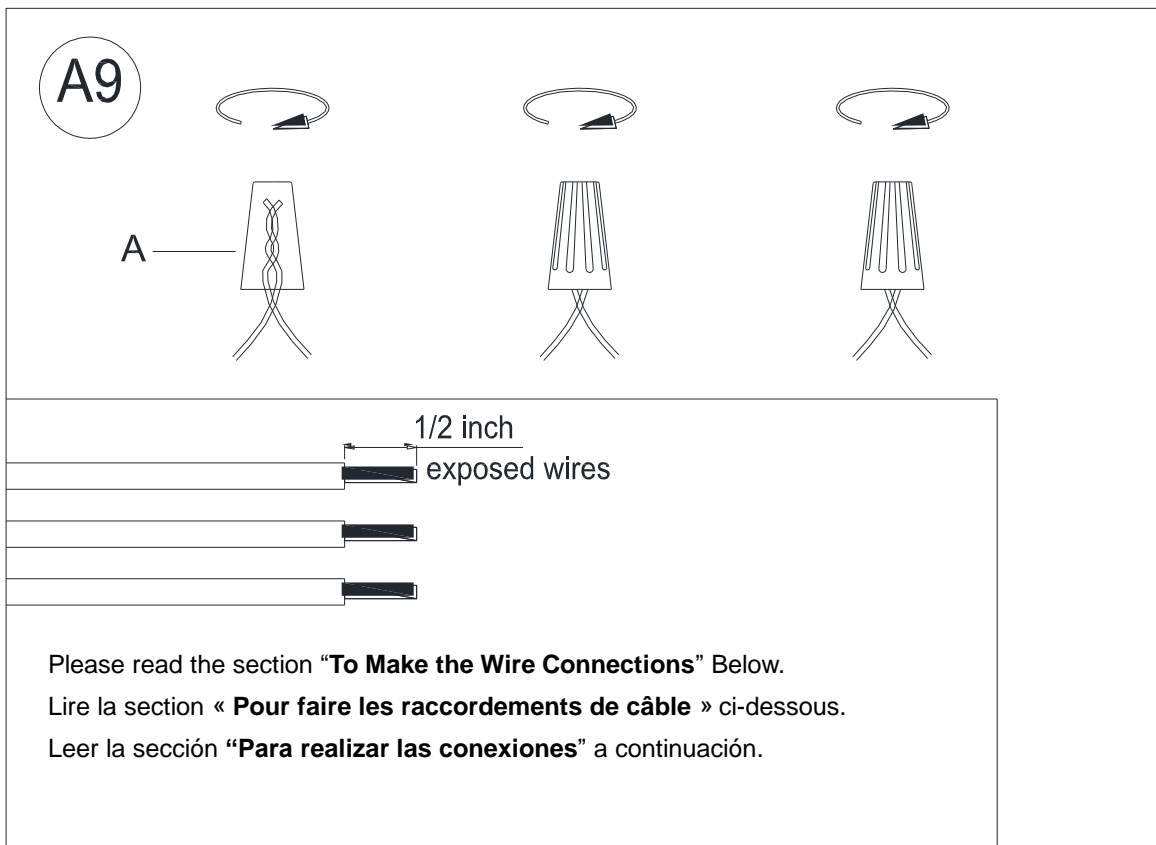 A9
A
1/2 inch
exposed wires
Please read the section “To Make the Wire Connections” Below.
Lire la section « Pour faire les raccordements de câble » ci-dessous.
Leer la sección “Para realizar las conexiones” a continuación.